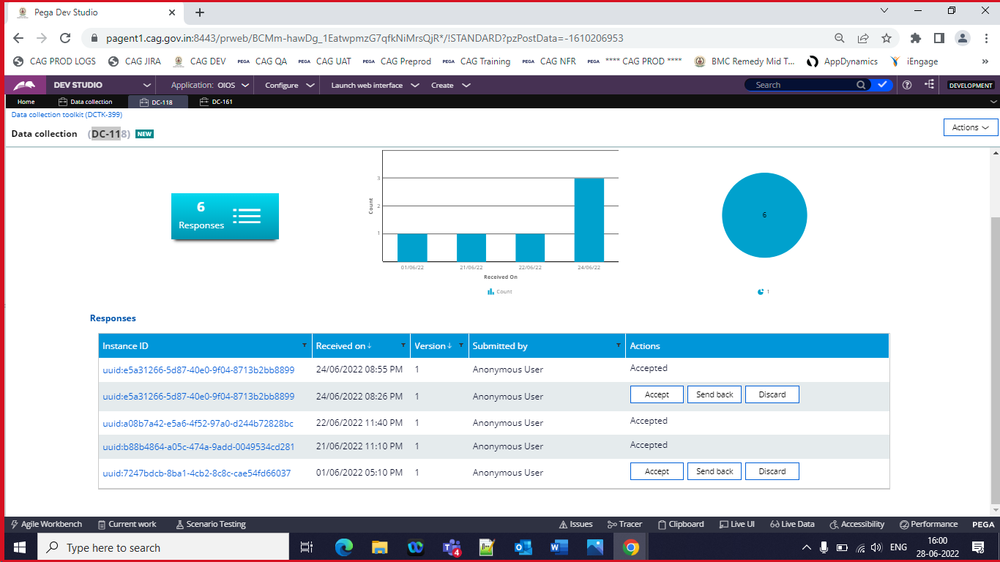 Pega Dev Studio
pagent1.cag.gov.in:8443/prweb/BCMm-hawDg_1EatwpmzG7qfkNiMrsQjR*/!STANDARD?pzPostData=-1610206953
CAG PROD LOGS CAG JIRA CAG DEV PEGA CAG QA PEGA CAG UAT PEGA CAG Preprod PEGA CAG Training PEGA CAG NFR PEGA **** CAG PROD **** BMC Remedy Mid T... AppDynamics iEngage »
DEV STUDIO Application: OIOS Configure Launch web interface Create Search DEVELOPMENT
Home Data collection DC-118 DC-161
Data collection toolkit (DCTK-399)
Data collection (DC-118) NEW Actions
6
Responses
Count
3
2
1
01/06/22 21/06/22 22/06/22 24/06/22
Received On
Count
6
1
Responses
Instance ID Received on Version Submitted by Actions
uuid:e5a31266-5d87-40e0-9f04-8713b2bb8899 24/06/2022 08:55 PM 1 Anonymous User Accepted
uuid:e5a31266-5d87-40e0-9f04-8713b2bb8899 24/06/2022 08:26 PM 1 Anonymous User Accept Send back Discard
uuid:a08b7a42-e5a6-4f52-97a0-d244b72828bc 22/06/2022 11:40 PM 1 Anonymous User Accepted
uuid:b88b4864-a05c-474a-9add-0049534cd281 21/06/2022 11:10 PM 1 Anonymous User Accepted
uuid:7247bdcb-8ba1-4cb2-8c8c-cae54fd66037 01/06/2022 05:10 PM 1 Anonymous User Accept Send back Discard
Agile Workbench Current work Scenario Testing Issues Tracer Clipboard Live UI Live Data Accessibility Performance PEGA
Type here to search 4 ENG 16:00
28-06-2022